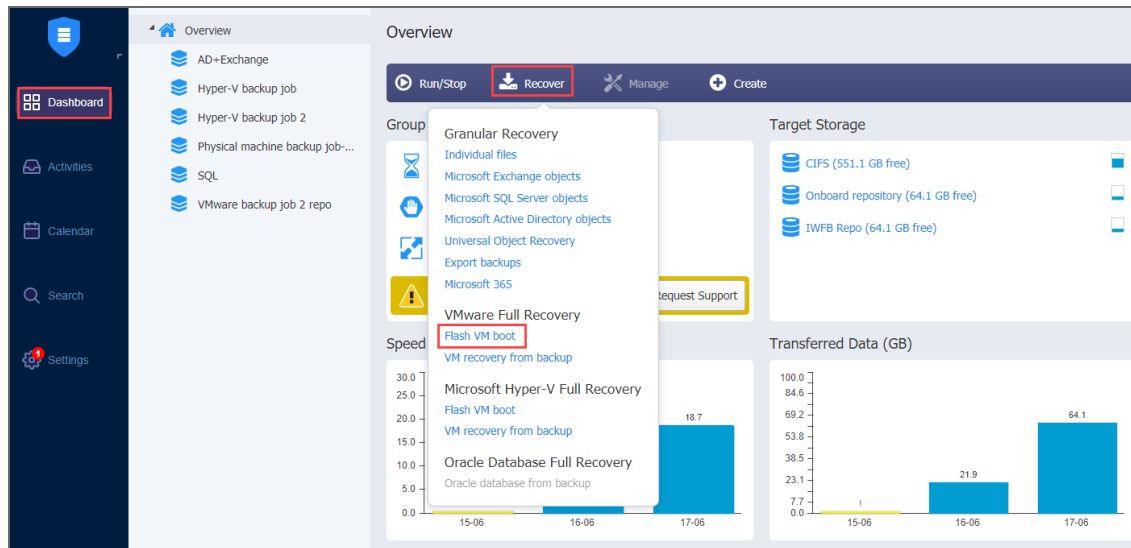 Dashboard
Activities
Calendar
Search
1
Settings
Overview
AD+Exchange
Hyper-V backup job
Hyper-V backup job 2
Physical machine backup job-...
SQL
VMware backup job 2 repo
Overview
Run/Stop
Recover
Manage
Create
Group
Granular Recovery
Individual files
Microsoft Exchange objects
Microsoft SQL Server objects
Microsoft Active Directory objects
Universal Object Recovery
Export backups
Microsoft 365
VMware Full Recovery
Flash VM boot
VM recovery from backup
Microsoft Hyper-V Full Recovery
Flash VM boot
VM recovery from backup
Oracle Database Full Recovery
Oracle database from backup
Request Support
Target Storage
CIFS (551.1 GB free)
Onboard repository (64.1 GB free)
IWFB Repo (64.1 GB free)
Speed
30.0
25.0
20.0
15.0
10.0
5.0
0.0
18.7
15-06
16-06
17-06
Transferred Data (GB)
100.0
84.6
69.2
53.8
38.5
23.1
7.7
0.0
21.9
64.1
15-06
16-06
17-06